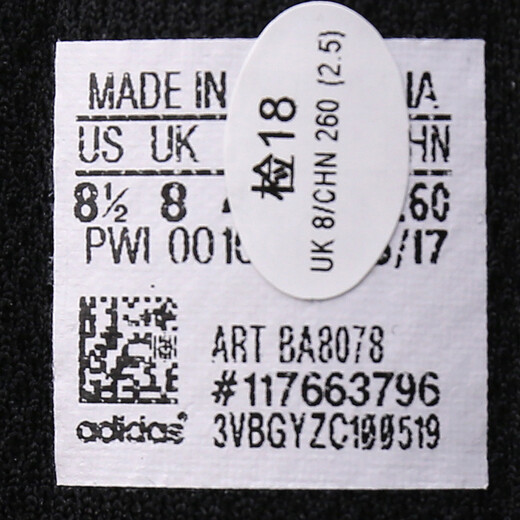 MADE IN
US UK HN
8½ 8 60
PWI 001 /17
检18
UK 8/CHN 260 (2.5)
ART BA8078
#117663796
adidas®
3VBGYZC100519